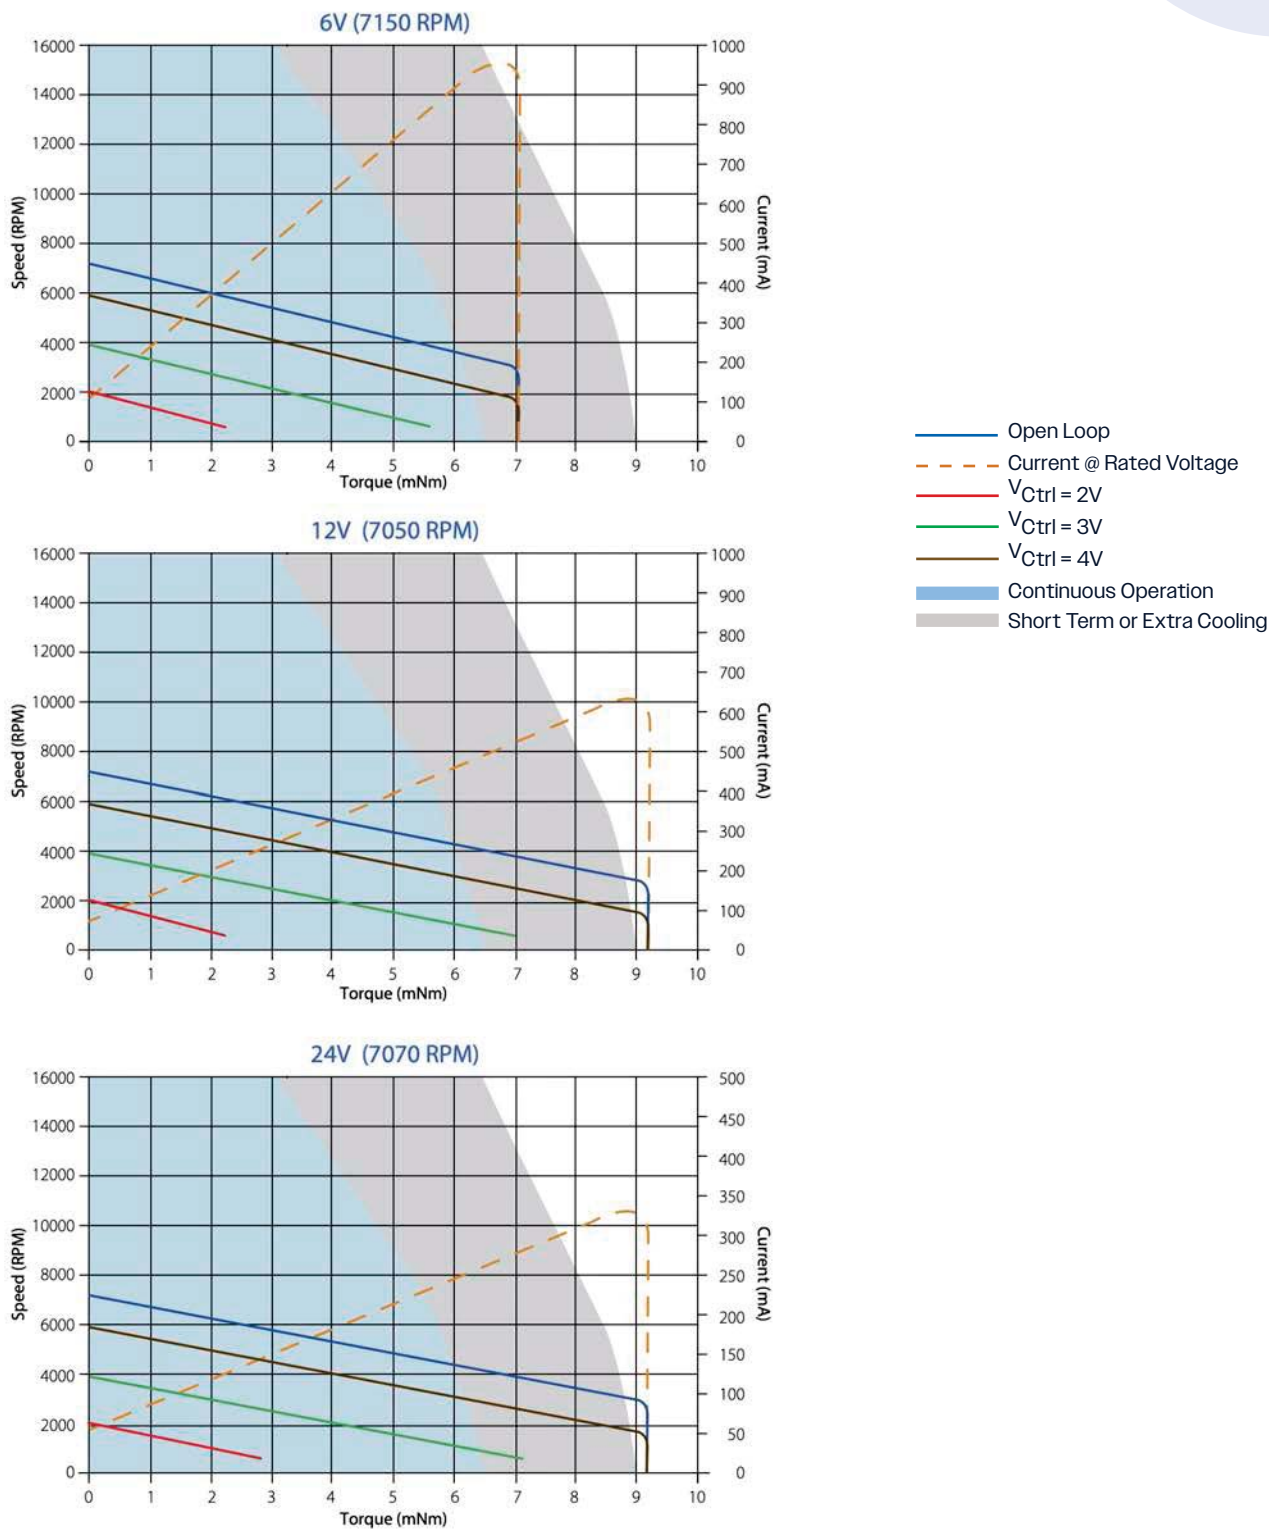 6V (7150 RPM)
16000
14000
12000
10000
8000
6000
4000
2000
0
Speed (RPM)
1000
900
800
700
600
500
400
300
200
100
0
Current (mA)
0 1 2 3 4 5 6 7 8 9 10
Torque (mNm)
12V (7050 RPM)
16000
14000
12000
10000
8000
6000
4000
2000
0
Speed (RPM)
1000
900
800
700
600
500
400
300
200
100
0
Current (mA)
0 1 2 3 4 5 6 7 8 9 10
Torque (mNm)
24V (7070 RPM)
16000
14000
12000
10000
8000
6000
4000
2000
0
Speed (RPM)
500
450
400
350
300
250
200
150
100
50
0
Current (mA)
0 1 2 3 4 5 6 7 8 9 10
Torque (mNm)
Open Loop
Current @ Rated Voltage
VCtrl = 2V
VCtrl = 3V
VCtrl = 4V
Continuous Operation
Short Term or Extra Cooling